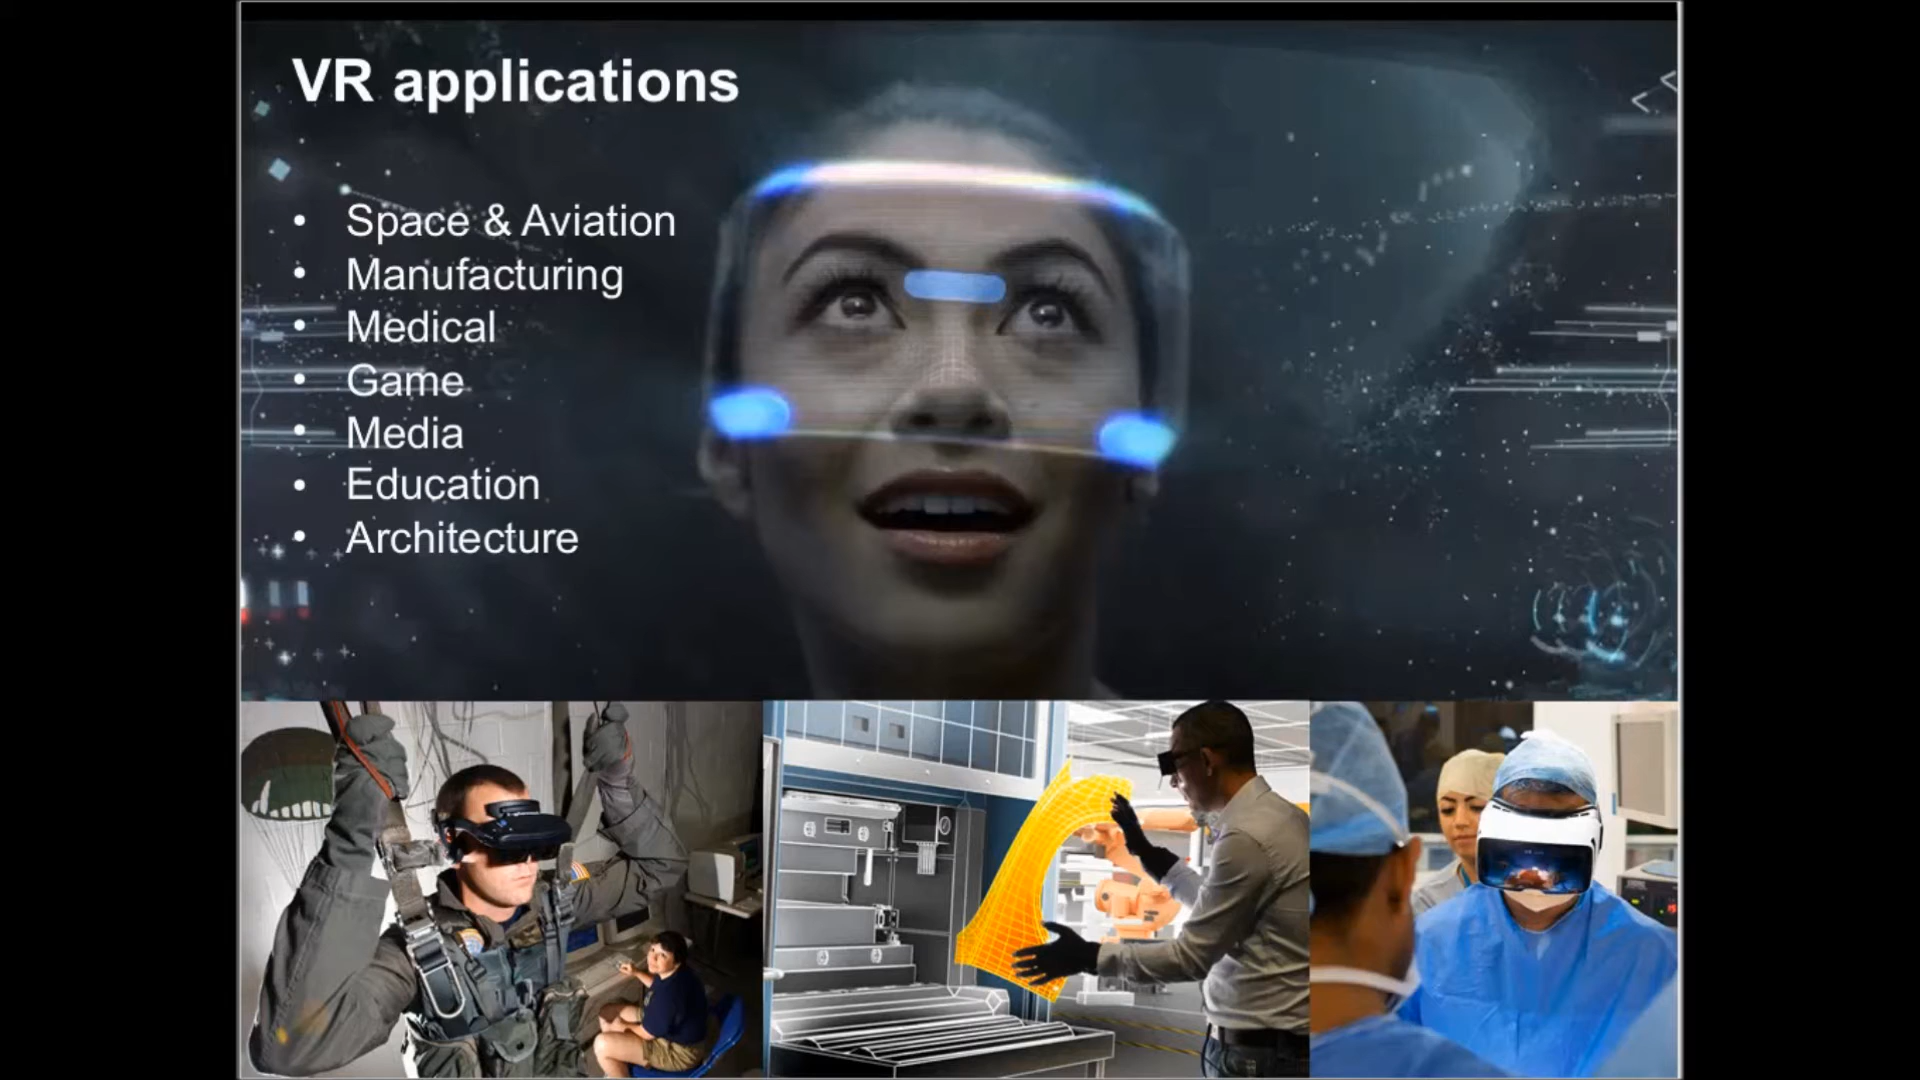 VR applications
• Space & Aviation
• Manufacturing
• Medical
• Game
• Media
• Education
• Architecture